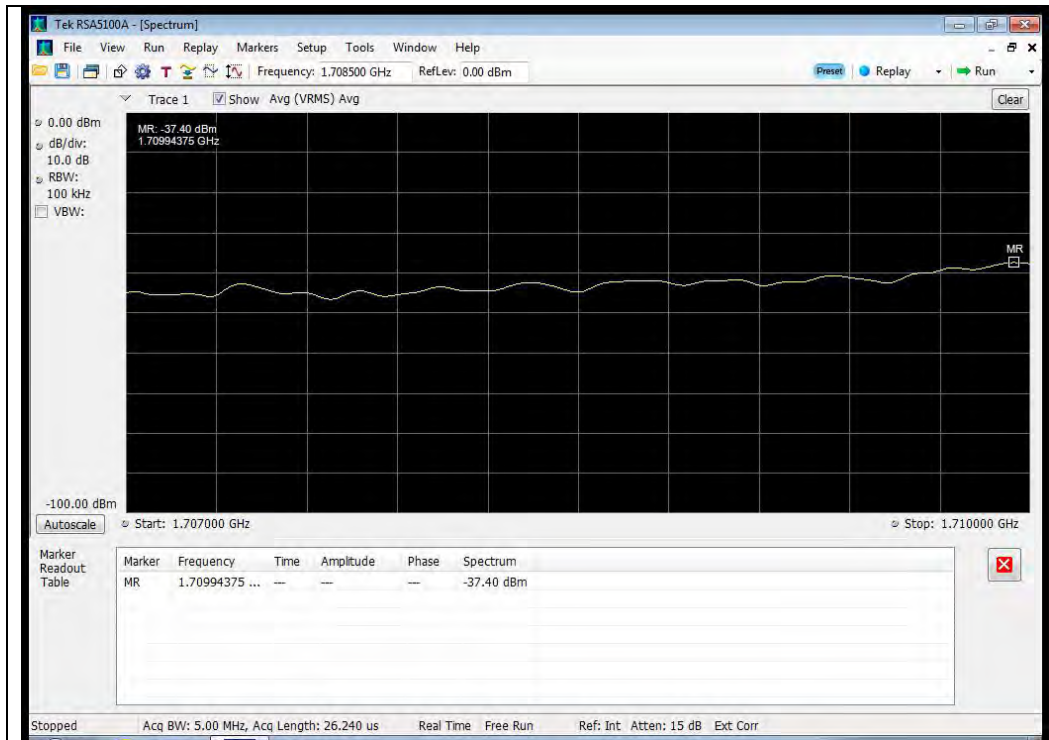 Tek RSA5100A - [Spectrum]
File View Run Replay Markers Setup Tools Window Help
T Frequency: 1.708500 GHz RefLev: 0.00 dBm Preset Replay Run
Trace 1 Show Avg (VRMS) Avg Clear
0.00 dBm
dB/div:
10.0 dB
RBW:
100 kHz
VBW:
MR: -37.40 dBm
1.70994375 GHz
MR
-100.00 dBm
Autoscale Start: 1.707000 GHz Stop: 1.710000 GHz
Marker
Readout
Table
Marker Frequency Time Amplitude Phase Spectrum
MR 1.70994375 ... --- --- --- -37.40 dBm
Stopped Acq BW: 5.00 MHz, Acq Length: 26.240 us Real Time Free Run Ref: Int Atten: 15 dB Ext Corr